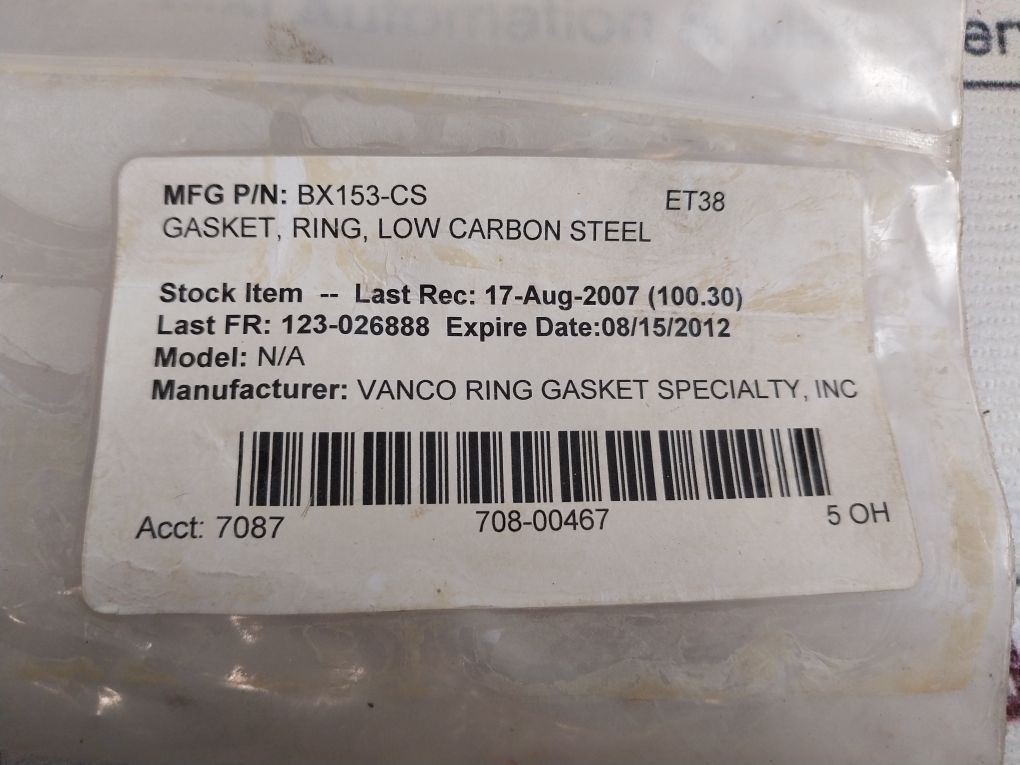 MFG P/N: BX153-CS ET38
GASKET, RING, LOW CARBON STEEL
Stock Item -- Last Rec: 17-Aug-2007 (100.30)
Last FR: 123-026888 Expire Date:08/15/2012
Model: N/A
Manufacturer: VANCO RING GASKET SPECIALTY, INC
Acct: 7087 708-00467 5 OH